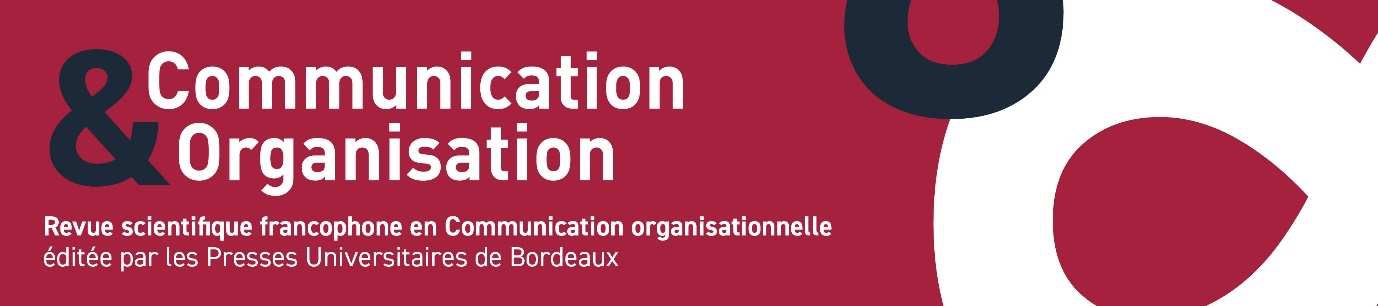 & Communication
Organisation
Revue scientifique francophone en Communication organisationnelle
éditée par les Presses Universitaires de Bordeaux